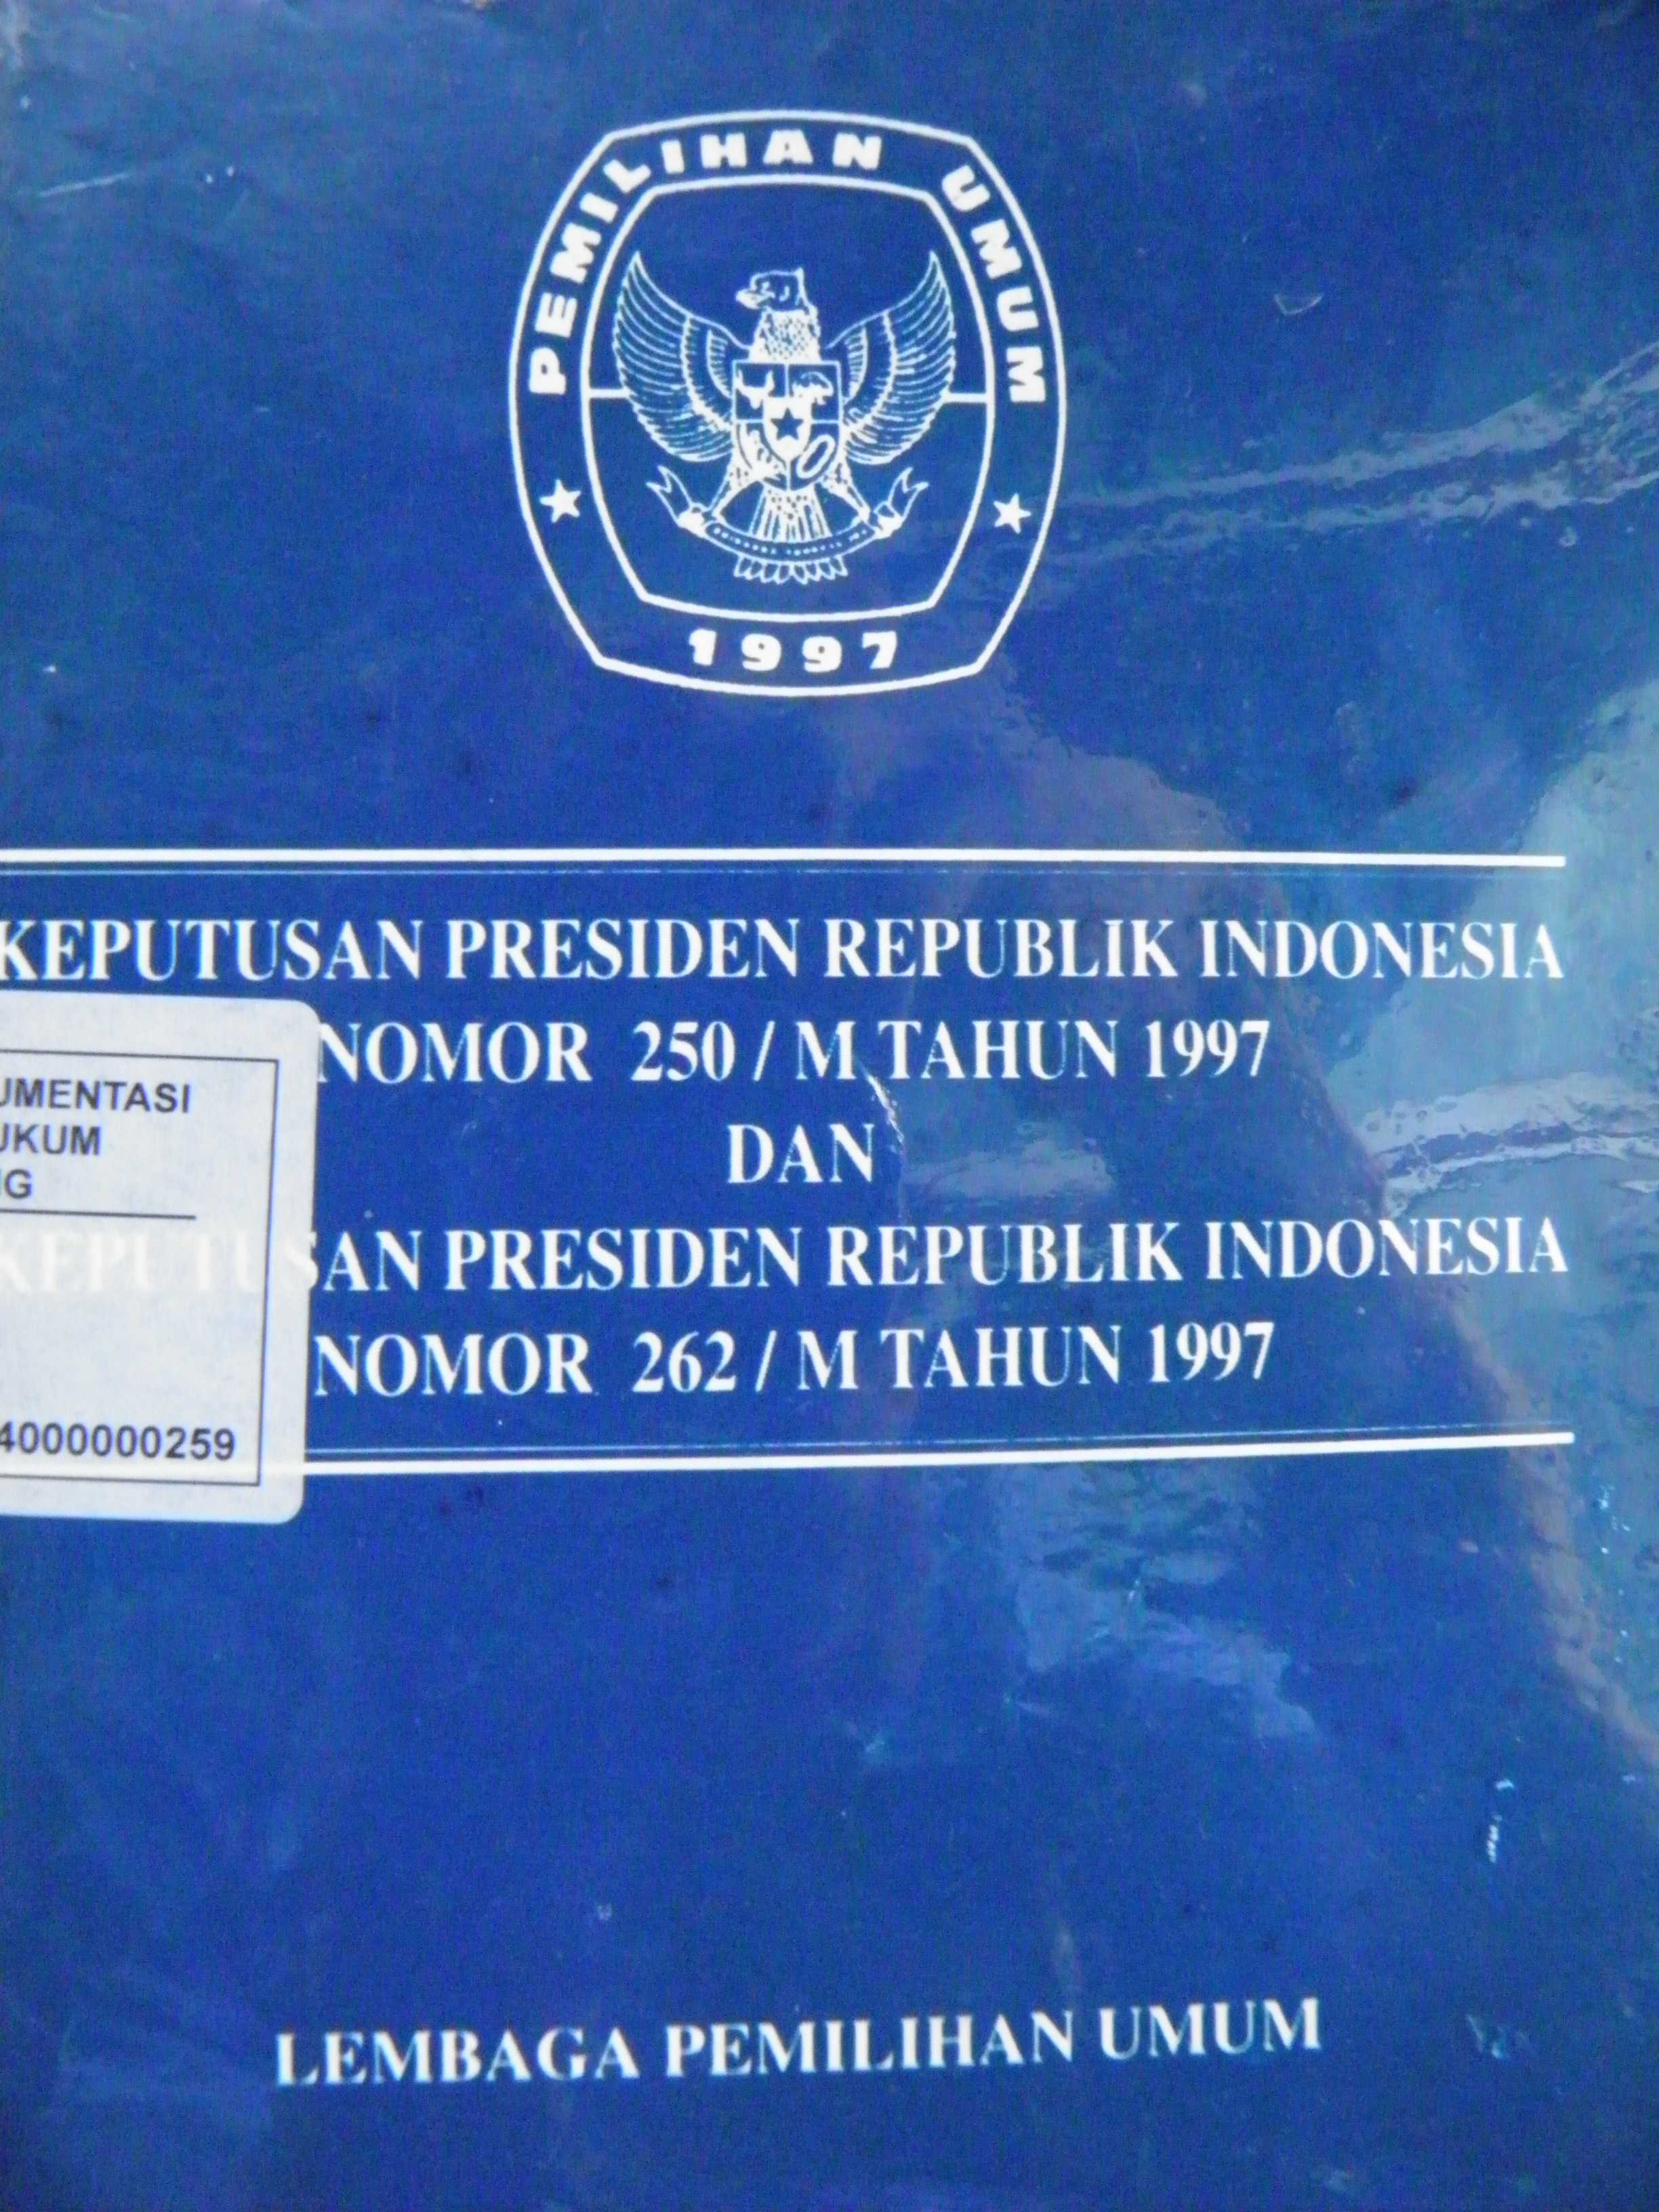 PEMILIHAN UMUM
1997
KEPUTUSAN PRESIDEN REPUBLIK INDONESIA
NOMOR 250 / M TAHUN 1997
DAN
KEPUTUSAN PRESIDEN REPUBLIK INDONESIA
NOMOR 262 / M TAHUN 1997
UMENTASI
UKUM
G
4000000259
LEMBAGA PEMILIHAN UMUM